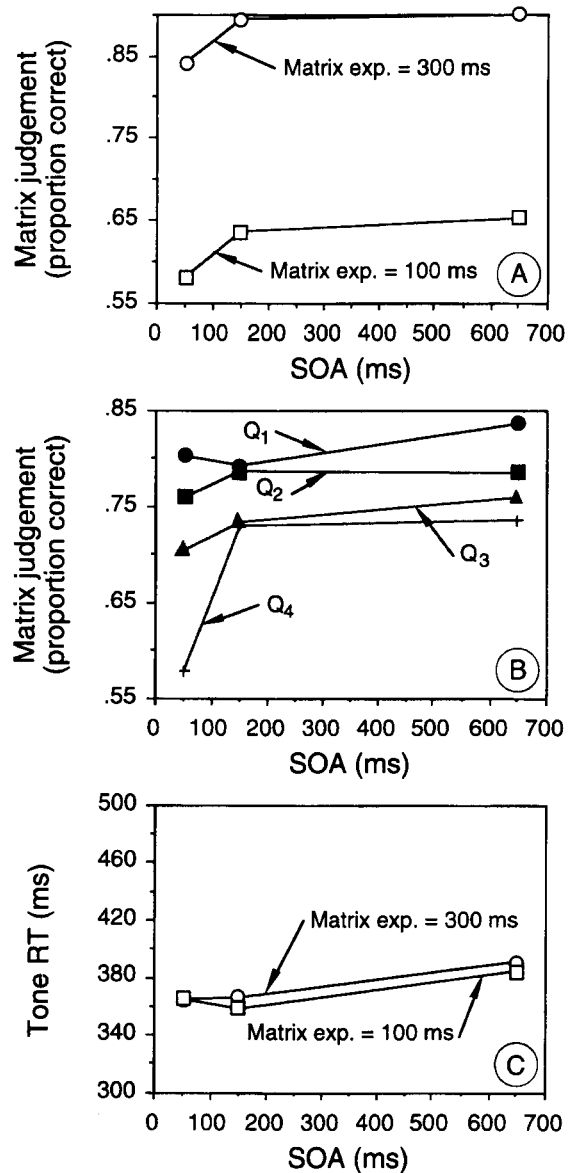 Matrix judgement
(proportion correct)
.85
.75
.65
.55
Matrix exp. = 300 ms
Matrix exp. = 100 ms
A
0 100 200 300 400 500 600 700
SOA (ms)
Matrix judgement
(proportion correct)
.85
.75
.65
.55
Q1
Q2
Q3
Q4
B
0 100 200 300 400 500 600 700
SOA (ms)
Tone RT (ms)
500
460
420
380
340
300
Matrix exp. = 300 ms
Matrix exp. = 100 ms
C
0 100 200 300 400 500 600 700
SOA (ms)